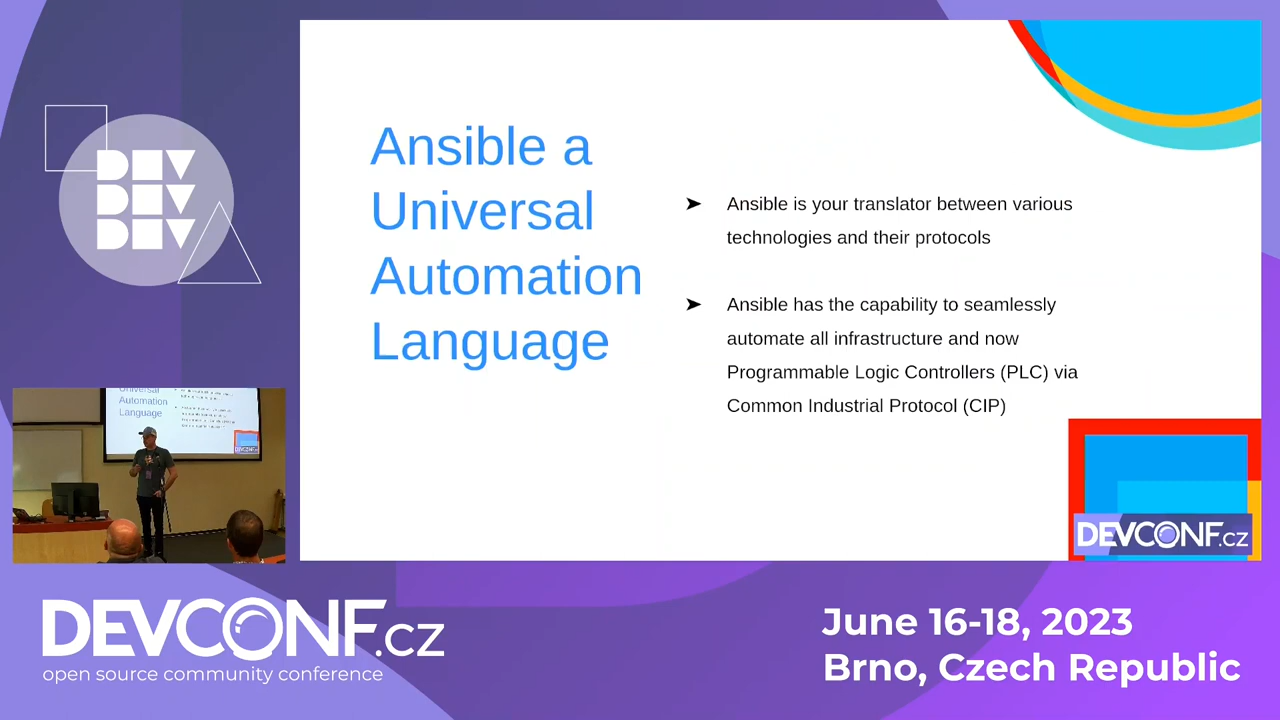 DEV
DEV
DEV
Ansible a
Universal
Automation
Language
➤ Ansible is your translator between various
technologies and their protocols
➤ Ansible has the capability to seamlessly
automate all infrastructure and now
Programmable Logic Controllers (PLC) via
Common Industrial Protocol (CIP)
DEVCONF.cz
Universal
Automation
Language
DEVCONF.cz
open source community conference
June 16-18, 2023
Brno, Czech Republic